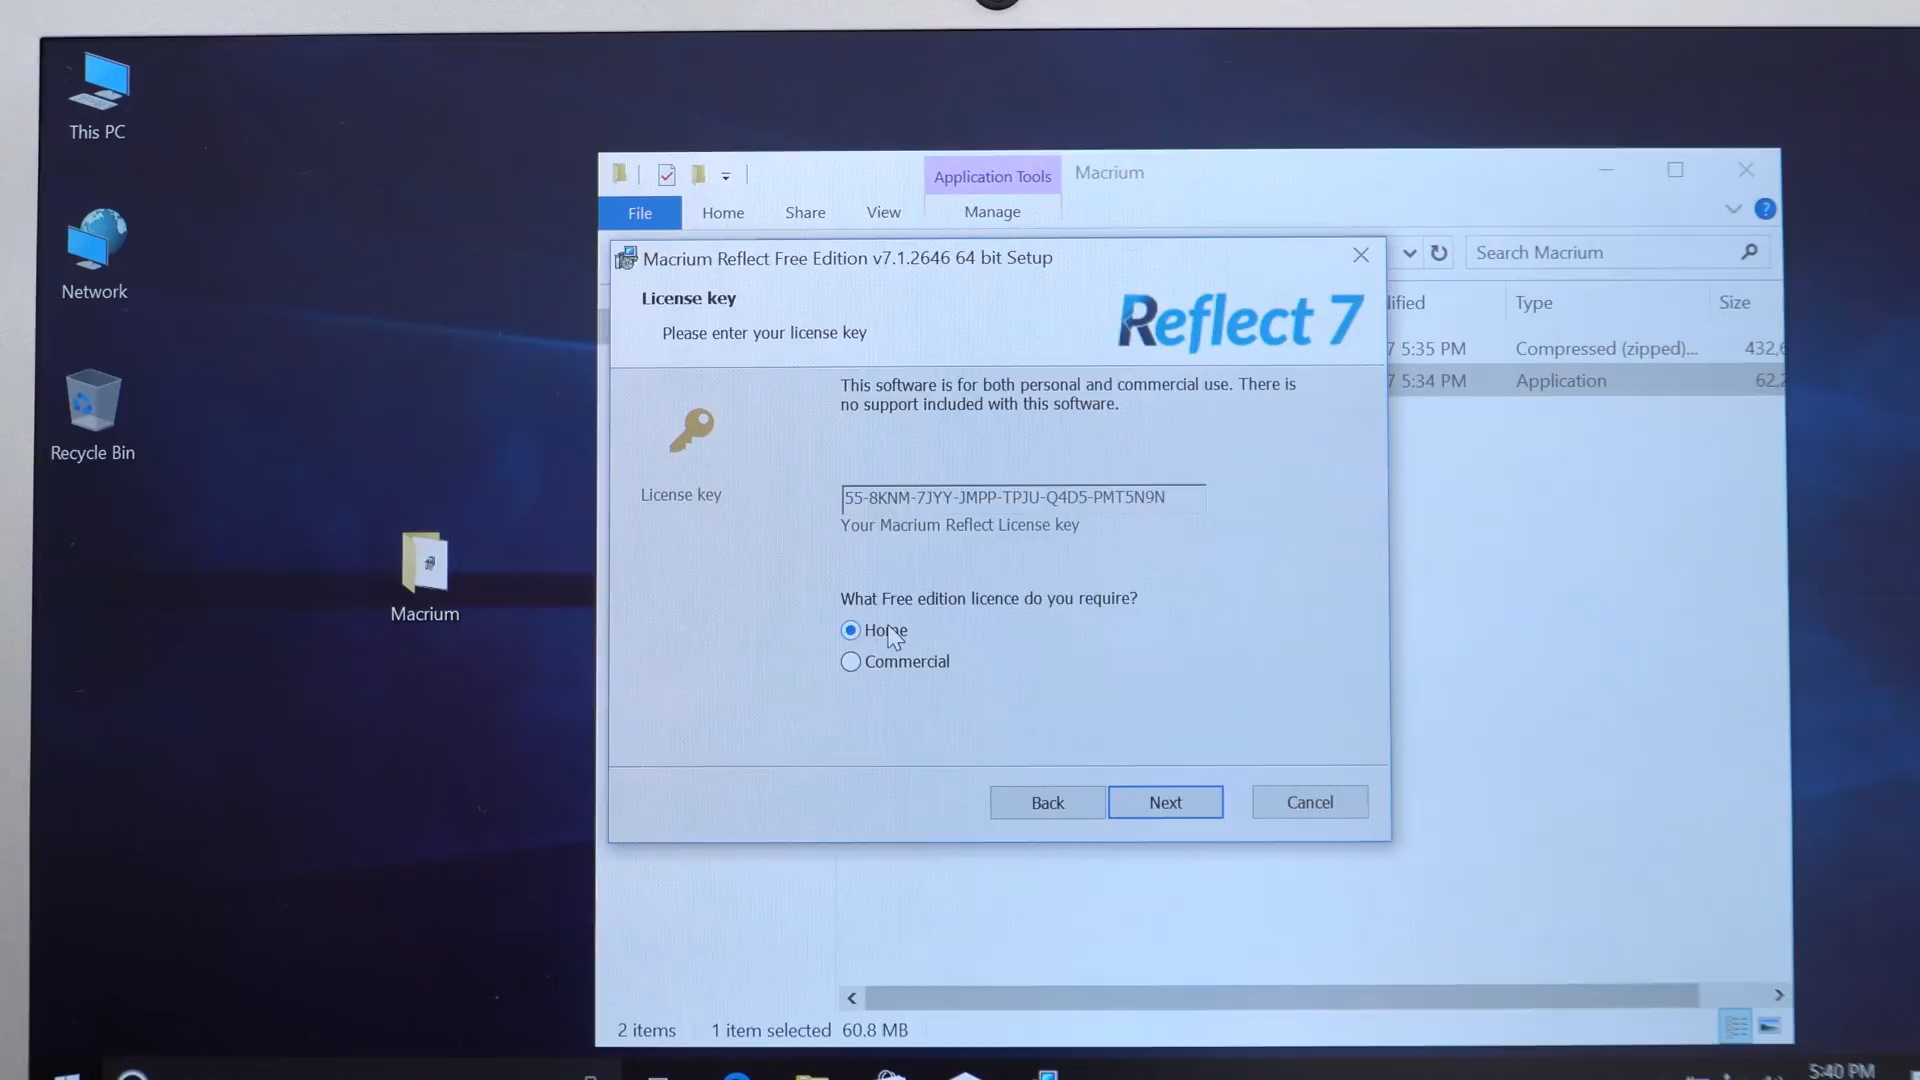 This PC
Network
Recycle Bin
Macrium
Application Tools
Macrium
File
Home
Share
View
Manage
Search Macrium
Type
Size
7 5:35 PM
Compressed (zipped)...
7 5:34 PM
Application
Macrium Reflect Free Edition v7.1.2646 64 bit Setup
License key
Please enter your license key
Reflect 7
This software is for both personal and commercial use. There is
no support included with this software.
License key
55-8KNM-7JYY-JMPP-TPJU-Q4D5-PMT5N9N
Your Macrium Reflect License key
What Free edition licence do you require?
Home
Commercial
Back
Next
Cancel
2 items
1 item selected 60.8 MB
5:40 PM